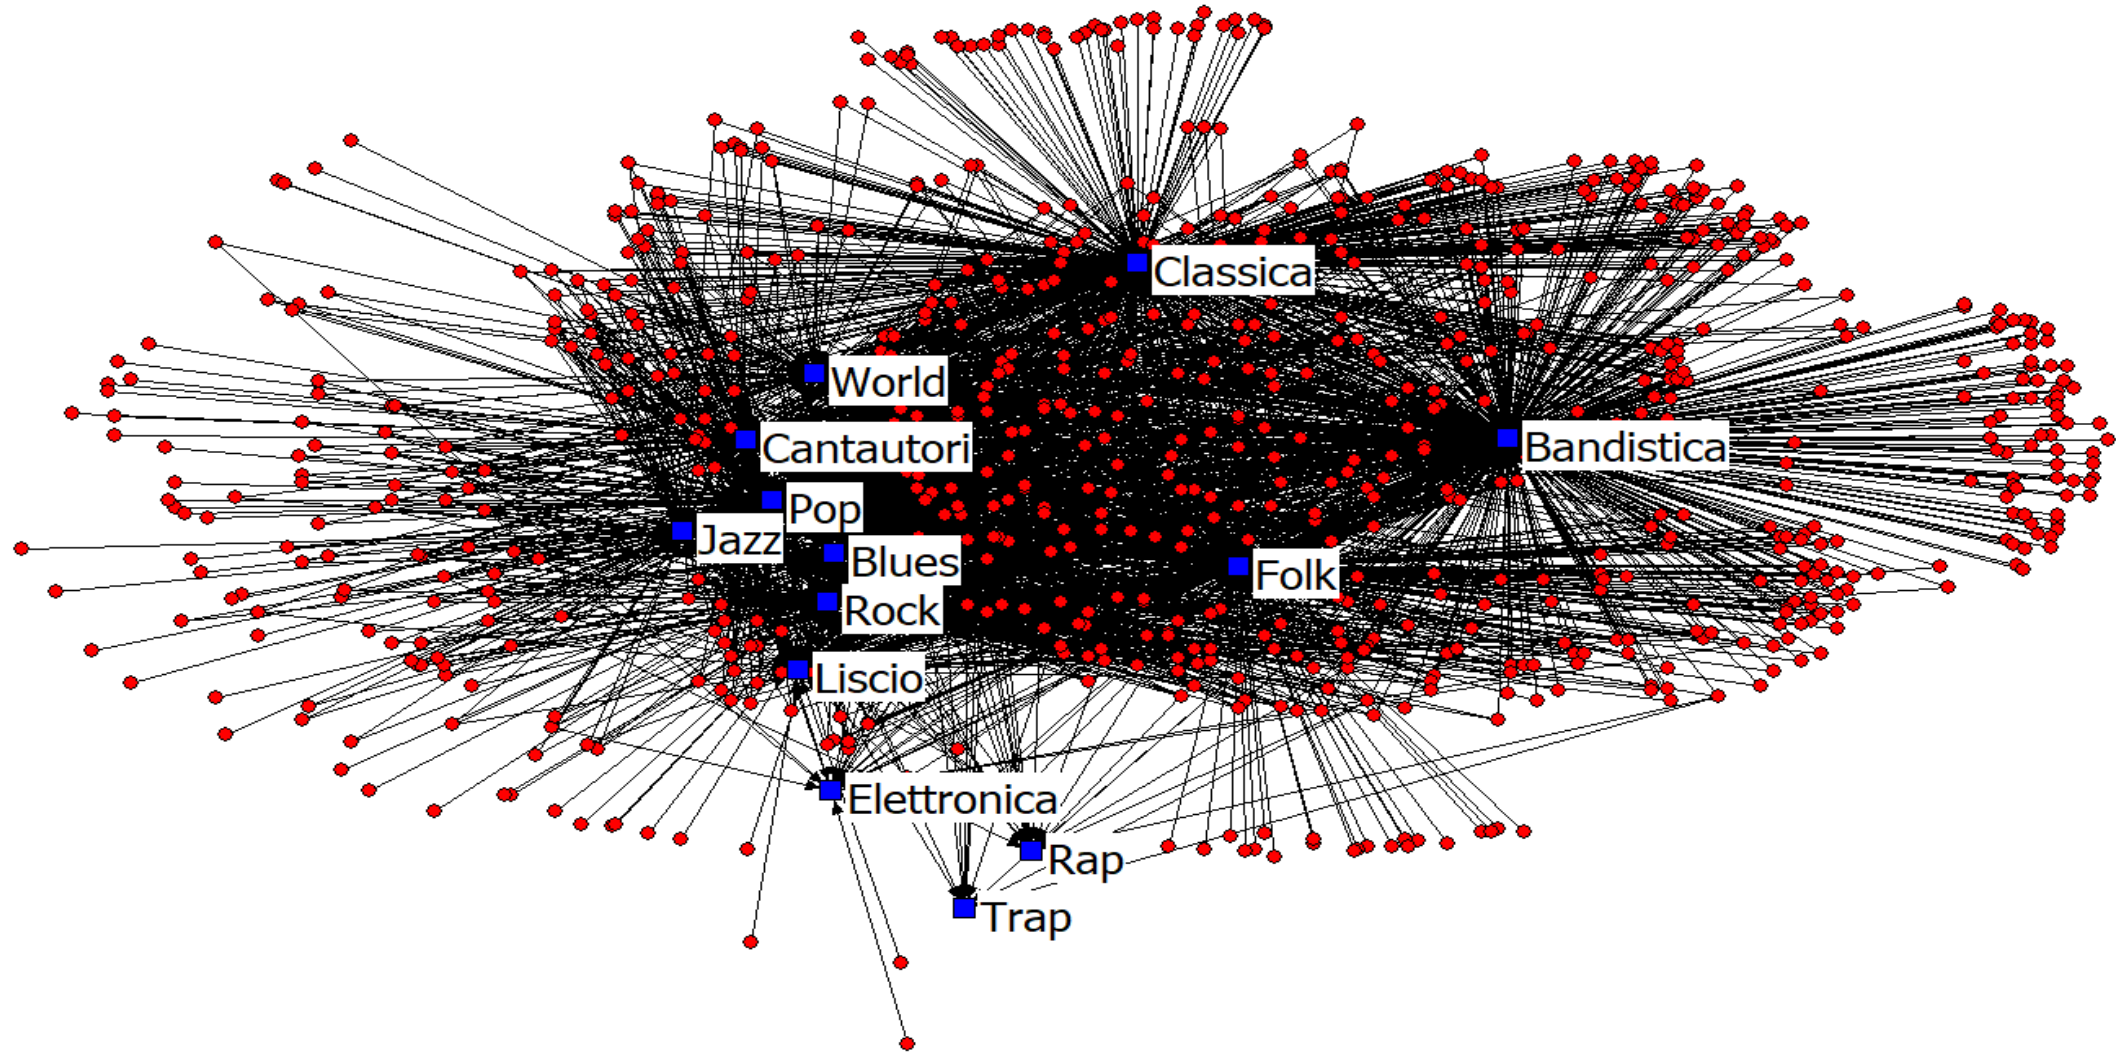 Classica
World
Cantautori
Bandistica
Pop
Jazz
Blues
Folk
Rock
Liscio
Elettronica
Rap
Trap